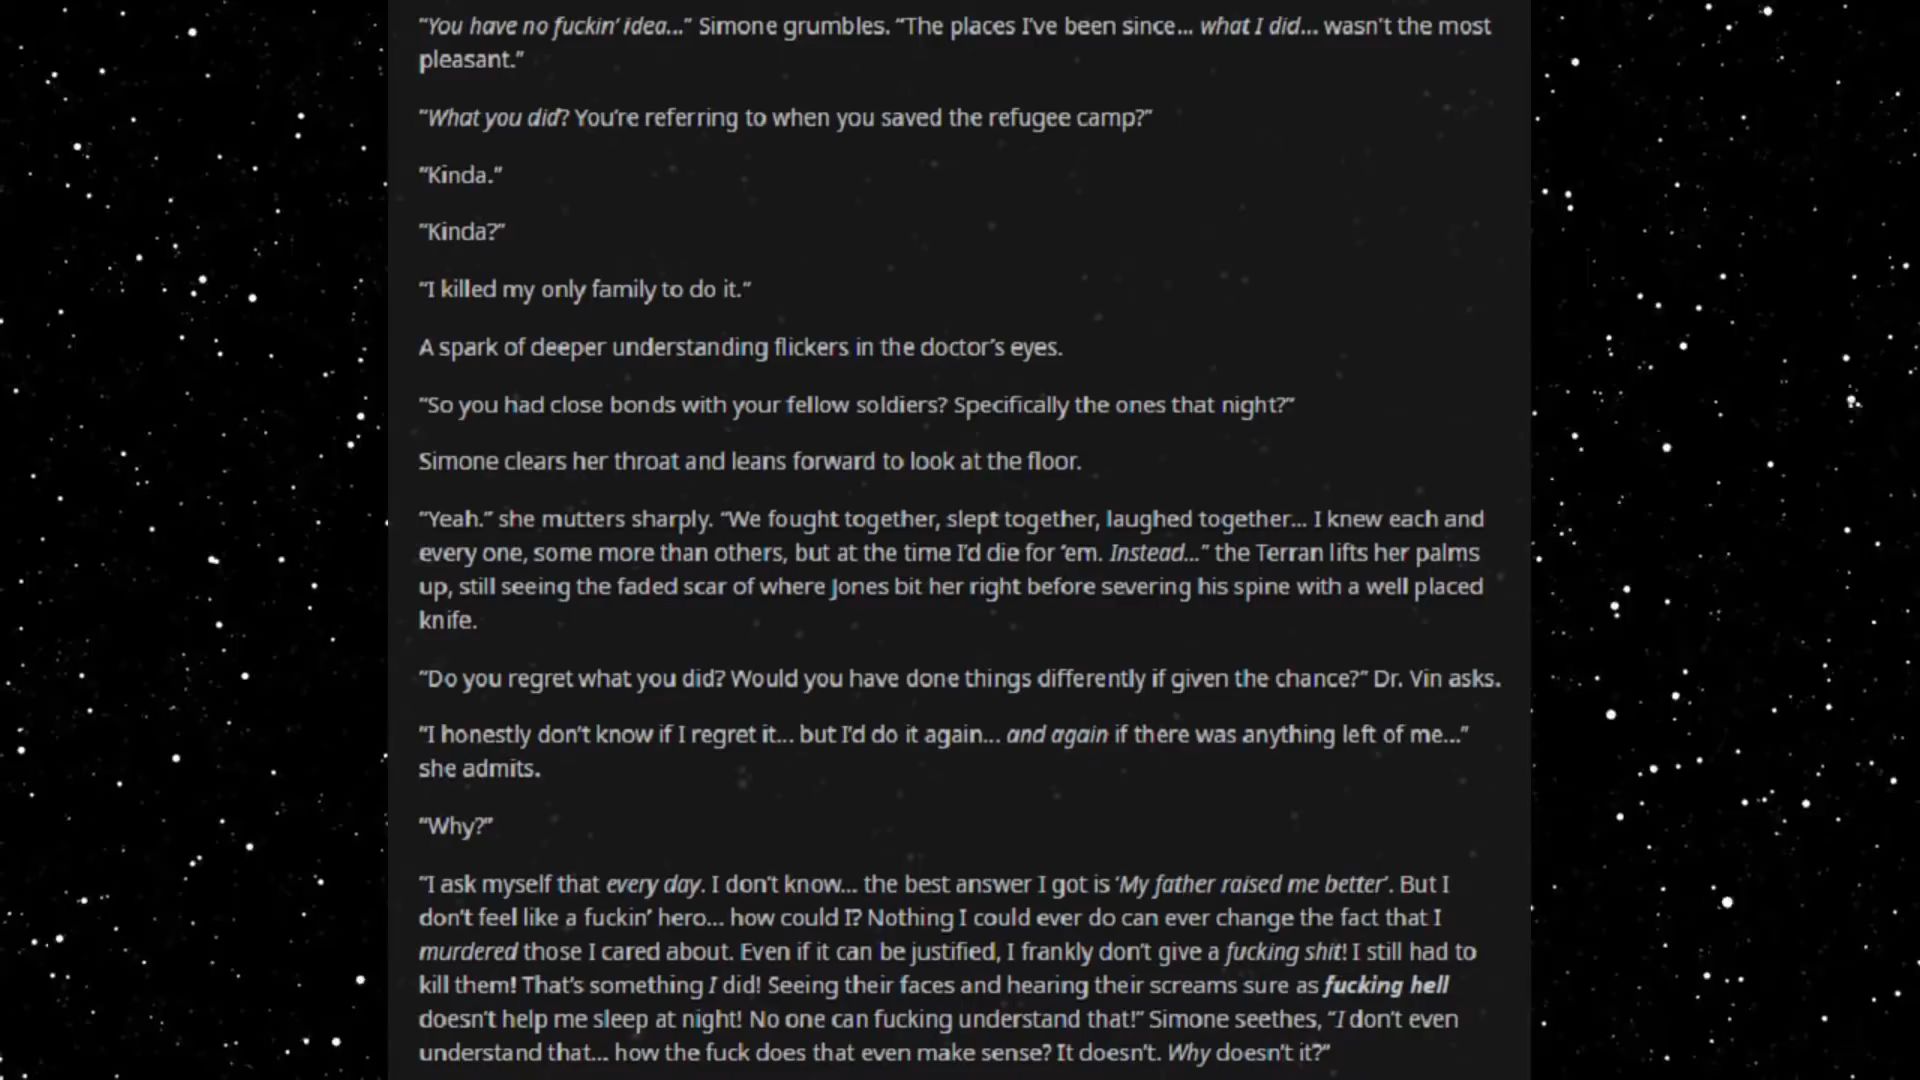 “You have no fuckin’ idea...” Simone grumbles. “The places I’ve been since... what I did... wasn’t the most
pleasant.”
“What you did? You’re referring to when you saved the refugee camp?”
“Kinda.”
“Kinda?”
“I killed my only family to do it.”
A spark of deeper understanding flickers in the doctor’s eyes.
“So you had close bonds with your fellow soldiers? Specifically the ones that night?”
Simone clears her throat and leans forward to look at the floor.
“Yeah.” she mutters sharply. “We fought together, slept together, laughed together... I knew each and
every one, some more than others, but at the time I’d die for ‘em. Instead...” the Terran lifts her palms
up, still seeing the faded scar of where Jones bit her right before severing his spine with a well placed
knife.
“Do you regret what you did? Would you have done things differently if given the chance?” Dr. Vin asks.
“I honestly don’t know if I regret it... but I’d do it again... and again if there was anything left of me...”
she admits.
“Why?”
“I ask myself that every day. I don’t know... the best answer I got is ‘My father raised me better’. But I
don’t feel like a fuckin’ hero... how could I? Nothing I could ever do can ever change the fact that I
murdered those I cared about. Even if it can be justified, I frankly don’t give a fucking shit! I still had to
kill them! That’s something I did! Seeing their faces and hearing their screams sure as fucking hell
doesn’t help me sleep at night! No one can fucking understand that!” Simone seethes, “I don’t even
understand that... how the fuck does that even make sense? It doesn’t. Why doesn’t it?”